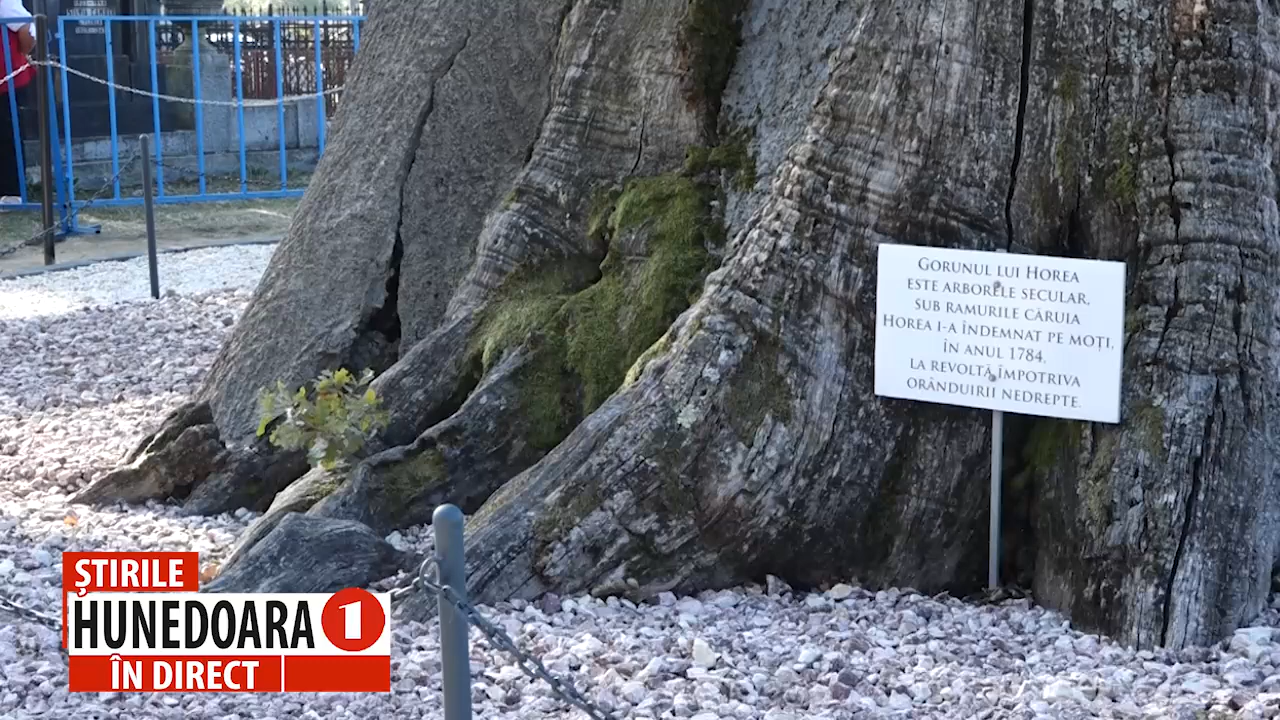 GORUNUL LUI HOREA
ESTE ARBORELE SECULAR,
SUB RAMURILE CĂRUIA
HOREA I-A ÎNDEMNAT PE MOȚI,
ÎN ANUL 1784,
LA REVOLTĂ ÎMPOTRIVA
ORÂNDUIRII NEDREPTE.
ȘTIRILE
HUNEDOARA 1
ÎN DIRECT